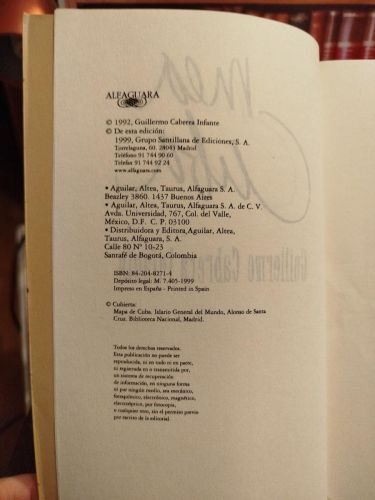 ALFAGUARA
© 1992, Guillermo Cabrera Infante
© De esta edición:
1999, Grupo Santillana de Ediciones, S. A.
Torrelaguna, 60. 28043 Madrid
Teléfono 91 744 90 60
Telefax 91 744 92 24
www.alfaguara.com
• Aguilar, Altea, Taurus, Alfaguara S. A.
Beazley 3860. 1437 Buenos Aires
• Aguilar, Altea, Taurus, Alfaguara S. A. de C. V.
Avda. Universidad, 767, Col. del Valle,
México, D.F. C. P. 03100
• Distribuidora y Editora Aguilar, Altea,
Taurus, Alfaguara, S. A.
Calle 80 Nº 10-23
Santafé de Bogotá, Colombia
ISBN: 84-204-8271-4
Depósito legal: M. 7.405-1999
Impreso en España - Printed in Spain
© Cubierta:
Mapa de Cuba. Islario General del Mundo, Alonso de Santa
Cruz. Biblioteca Nacional, Madrid.
Todos los derechos reservados.
Esta publicación no puede ser
reproducida, ni en todo ni en parte,
ni registrada en o transmitida por,
un sistema de recuperación
de información, en ninguna forma
ni por ningún medio, sea mecánico,
fotoquímico, electrónico, magnético,
electroóptico, por fotocopia,
o cualquier otro, sin el permiso previo
por escrito de la editorial.
mea
Cuba
Guillermo Cabrera